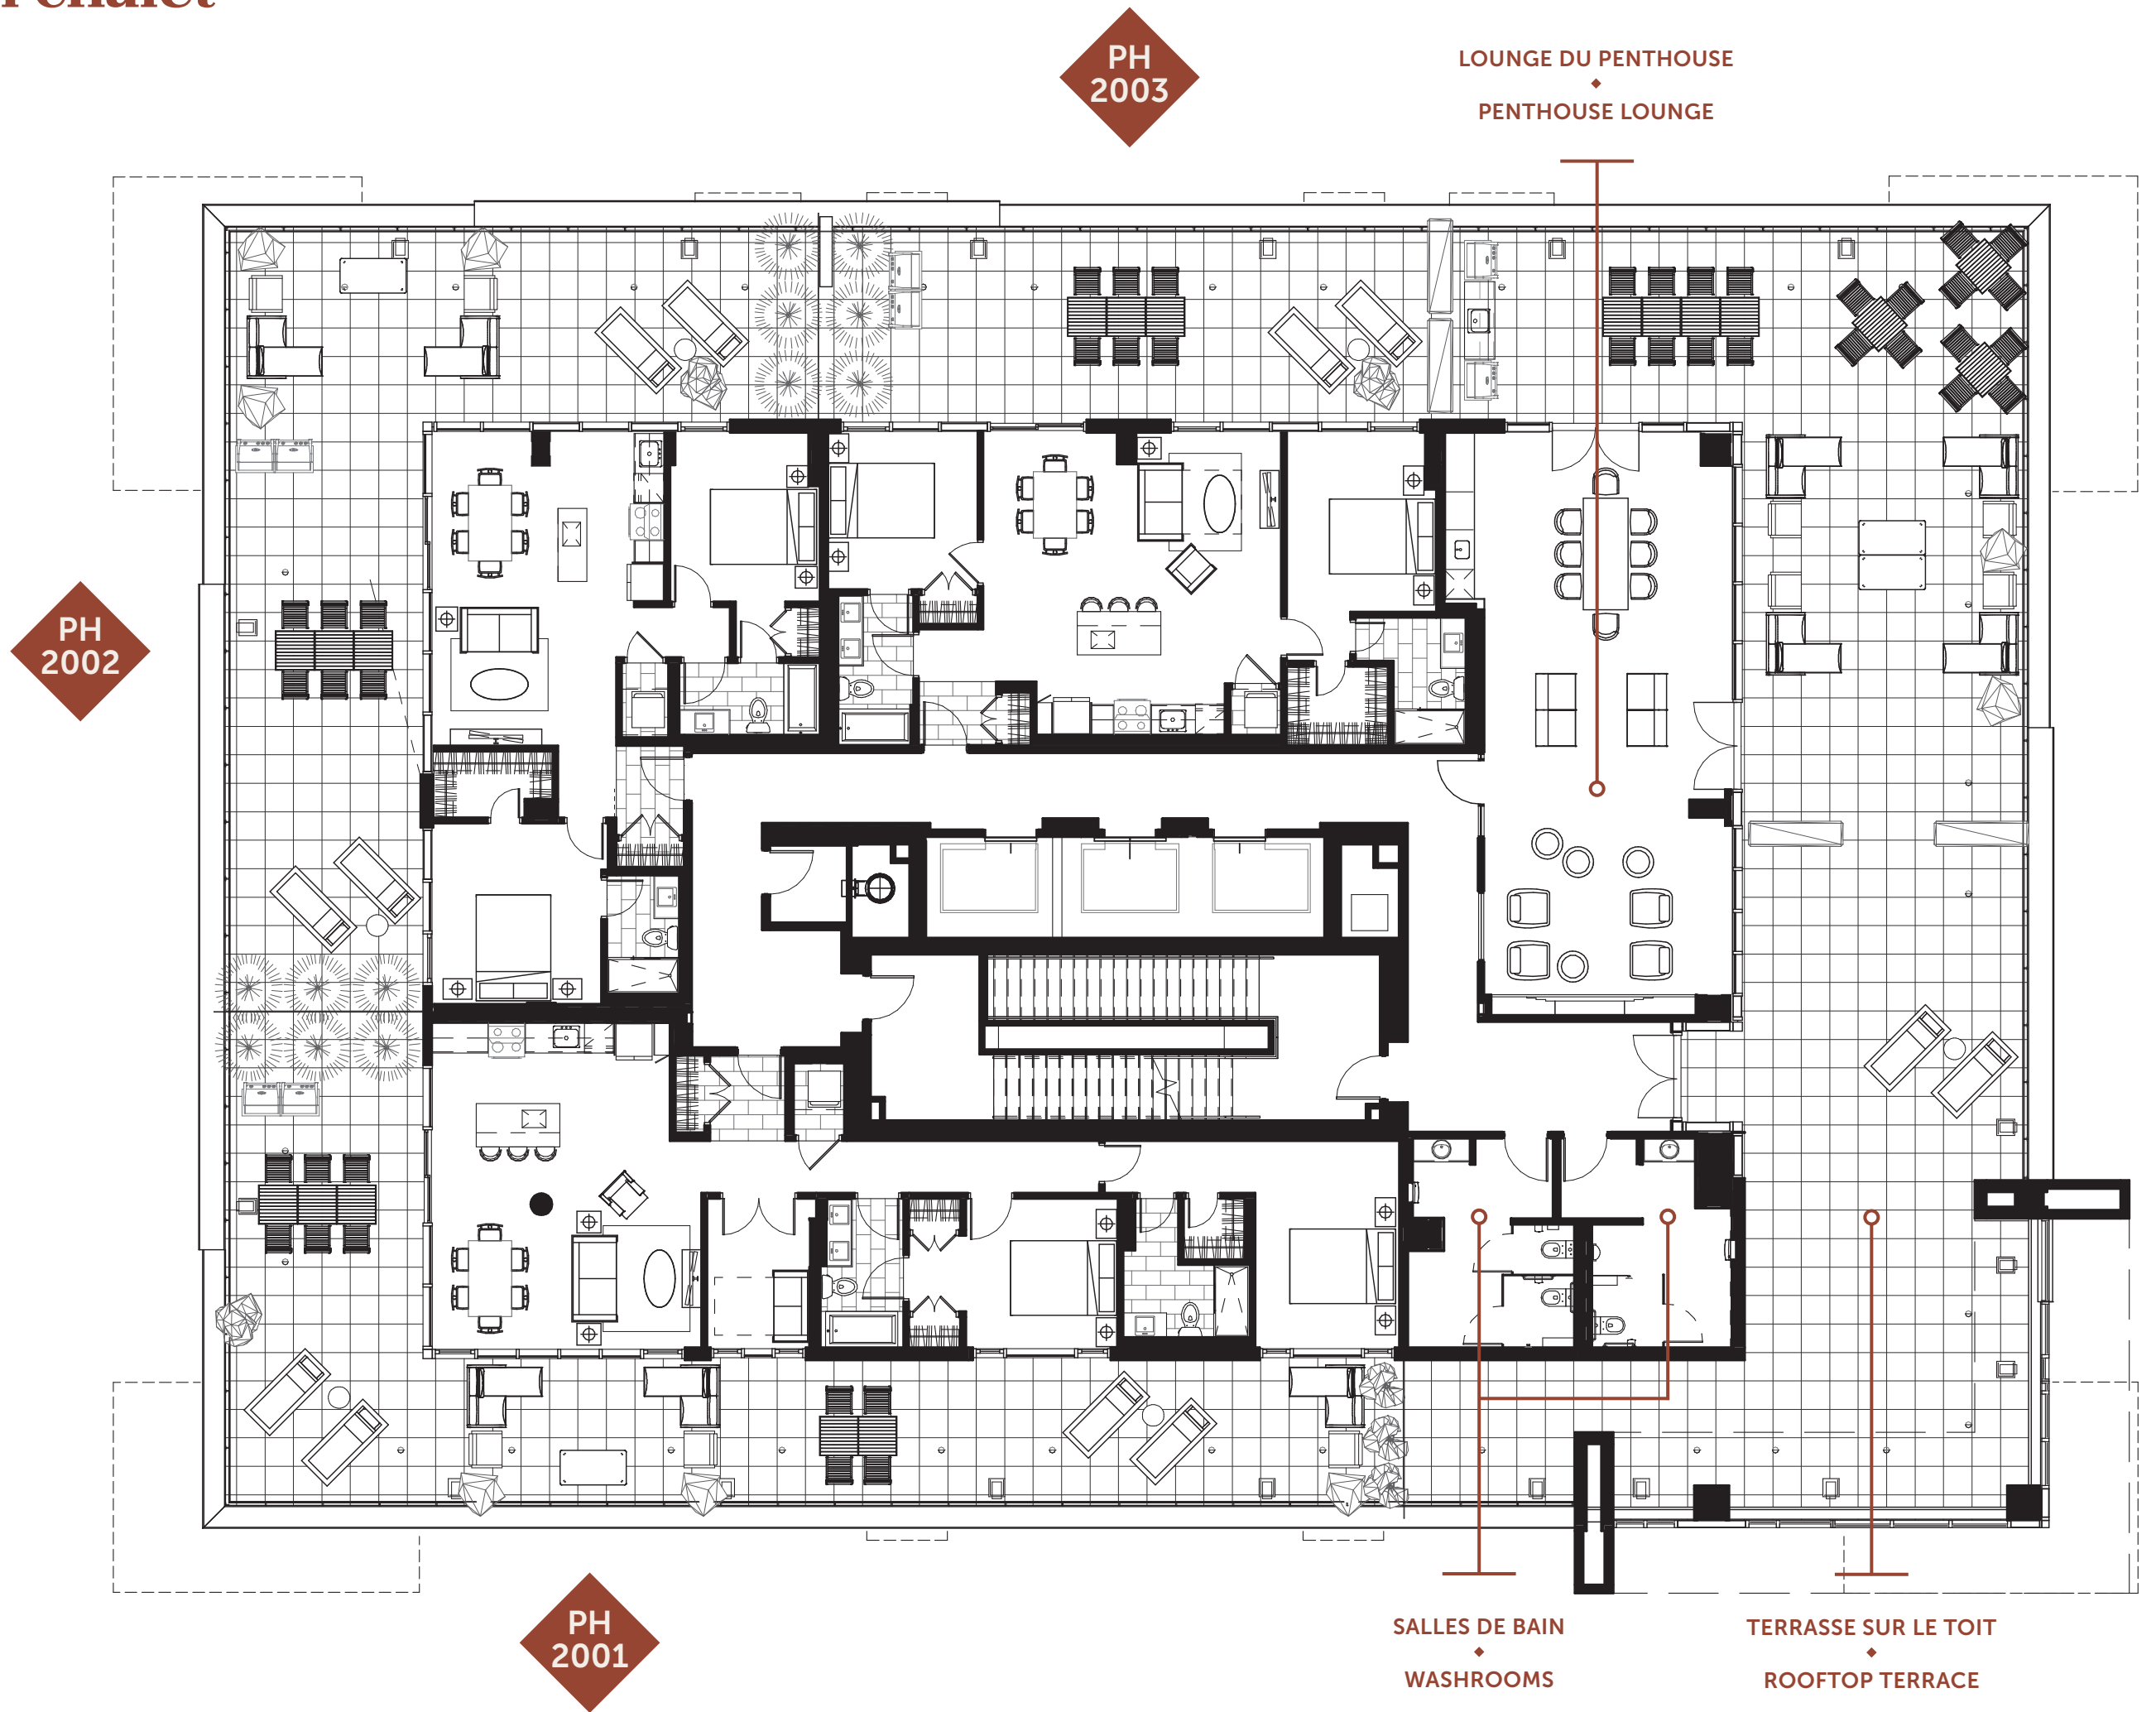 PH
2003
LOUNGE DU PENTHOUSE
PENTHOUSE LOUNGE
PH
2002
PH
2001
SALLES DE BAIN
WASHROOMS
TERRASSE SUR LE TOIT
ROOFTOP TERRACE